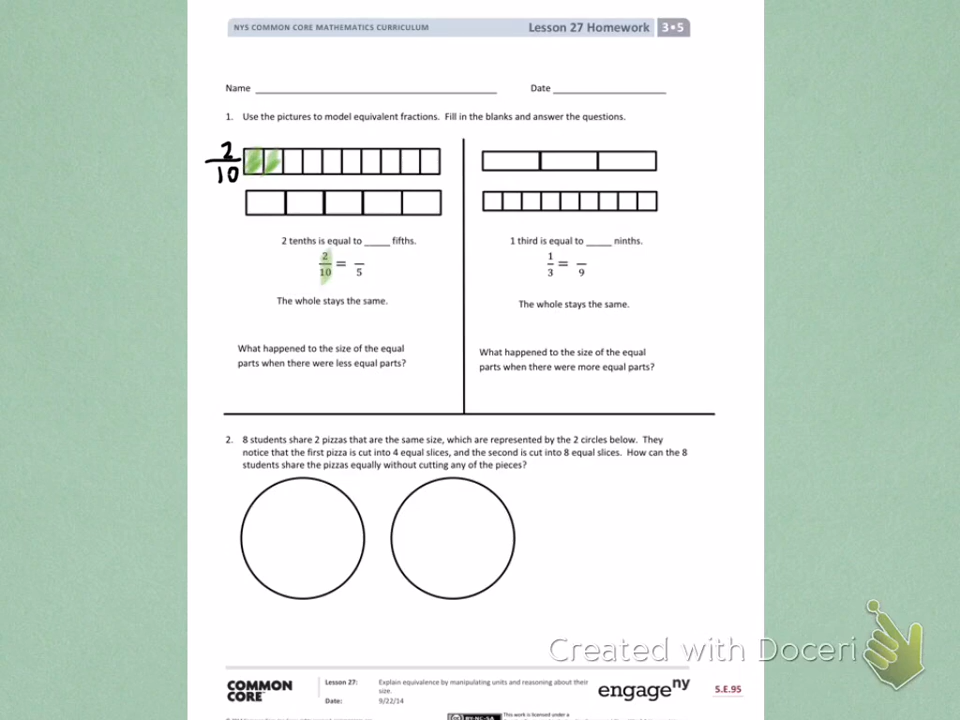 NYS COMMON CORE MATHEMATICS CURRICULUM
Lesson 27 Homework 3•5
Name
Date
1. Use the pictures to model equivalent fractions. Fill in the blanks and answer the questions.
2
10
2 tenths is equal to _____ fifths.
2/10 = _/5
The whole stays the same.
What happened to the size of the equal
parts when there were less equal parts?
1 third is equal to _____ ninths.
1/3 = _/9
The whole stays the same.
What happened to the size of the equal
parts when there were more equal parts?
2. 8 students share 2 pizzas that are the same size, which are represented by the 2 circles below. They
notice that the first pizza is cut into 4 equal slices, and the second is cut into 8 equal slices. How can the 8
students share the pizzas equally without cutting any of the pieces?
Created with Doceri
COMMON
CORE
Lesson 27: Explain equivalence by manipulating units and reasoning about their
size.
Date: 9/22/14
engage ny
5.E.95
This work is licensed under a